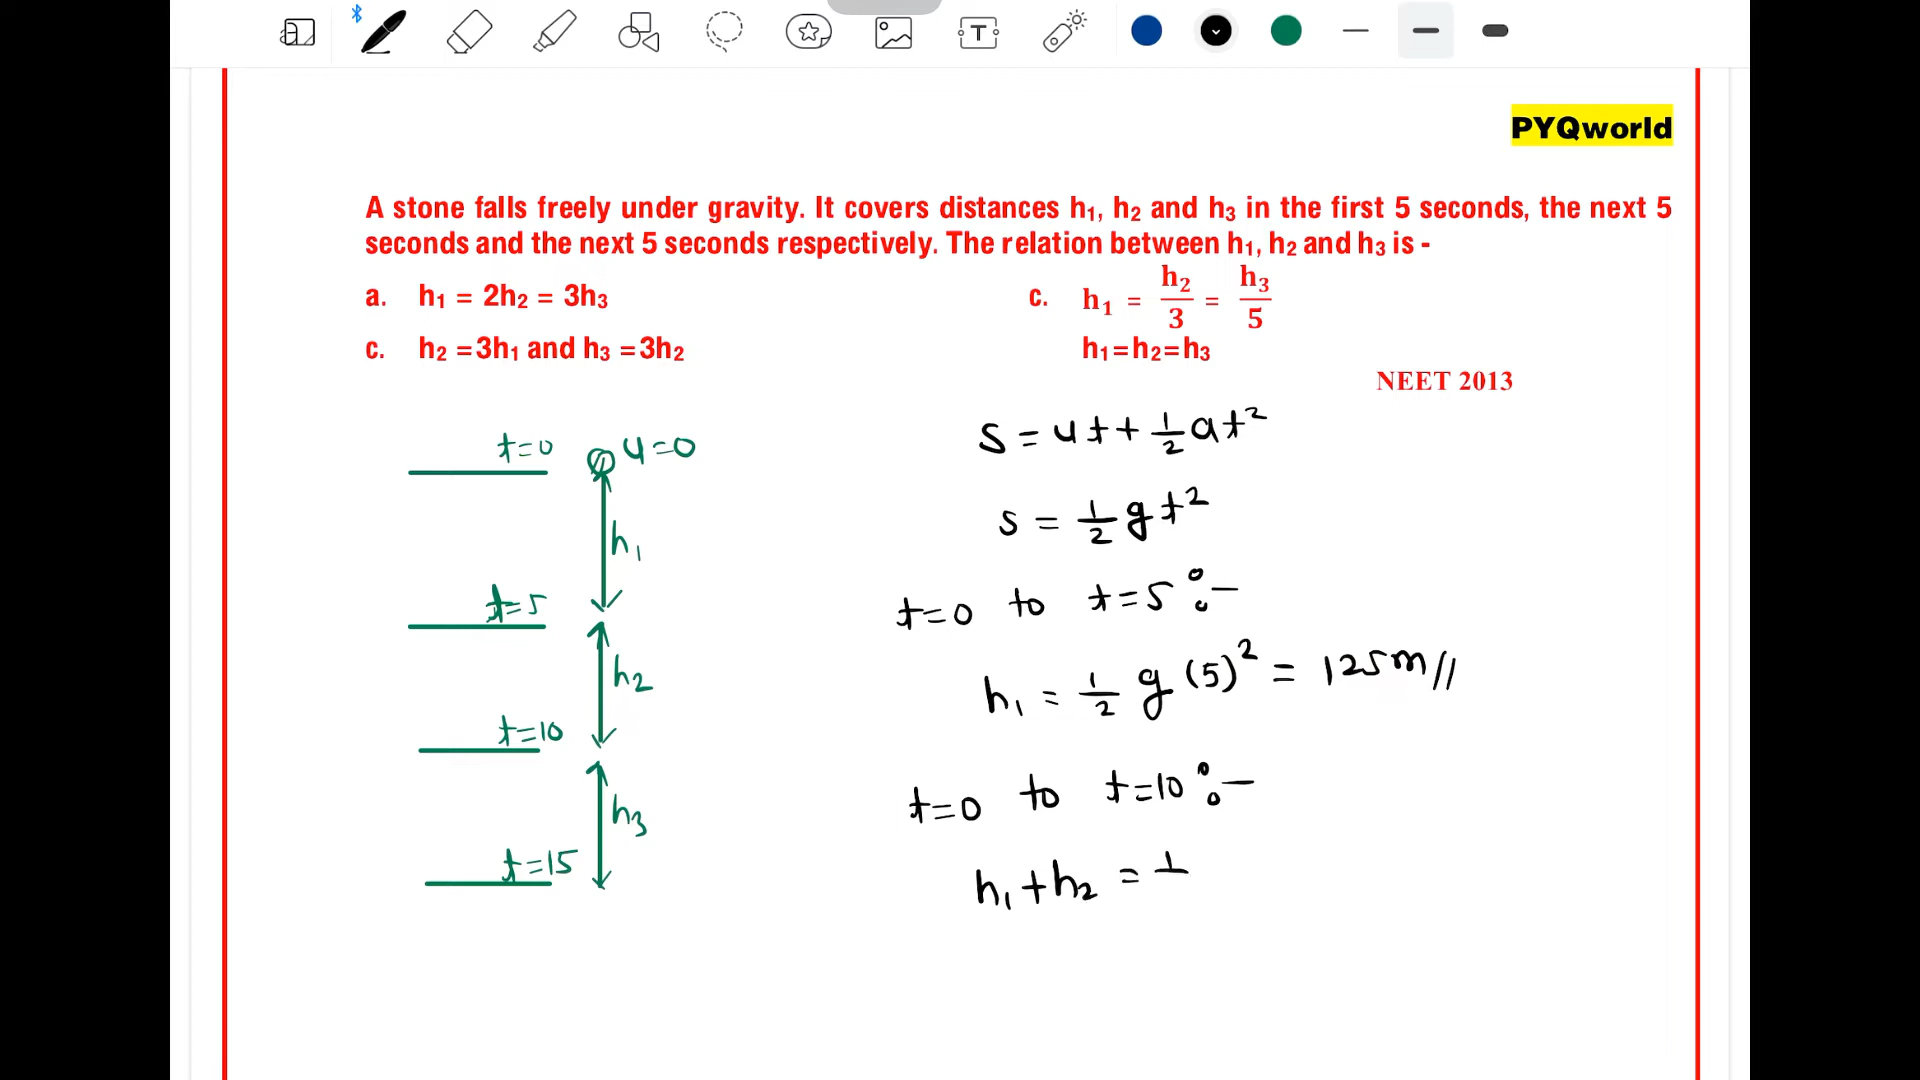 PYQworld
A stone falls freely under gravity. It covers distances h₁, h₂ and h₃ in the first 5 seconds, the next 5
seconds and the next 5 seconds respectively. The relation between h₁, h₂ and h₃ is -
a. h₁ = 2h₂ = 3h₃
c. h₁ = h₂/3 = h₃/5
c. h₂ =3h₁ and h₃ =3h₂
h₁=h₂=h₃
NEET 2013
t=0 u=0
h₁
t=5
h₂
t=10
h₃
t=15
S = ut + ½at²
s = ½gt²
t=0 to t=5 :-
h₁ = ½ g (5)² = 125m//
t=0 to t=10 :-
h₁+h₂ = 1
T